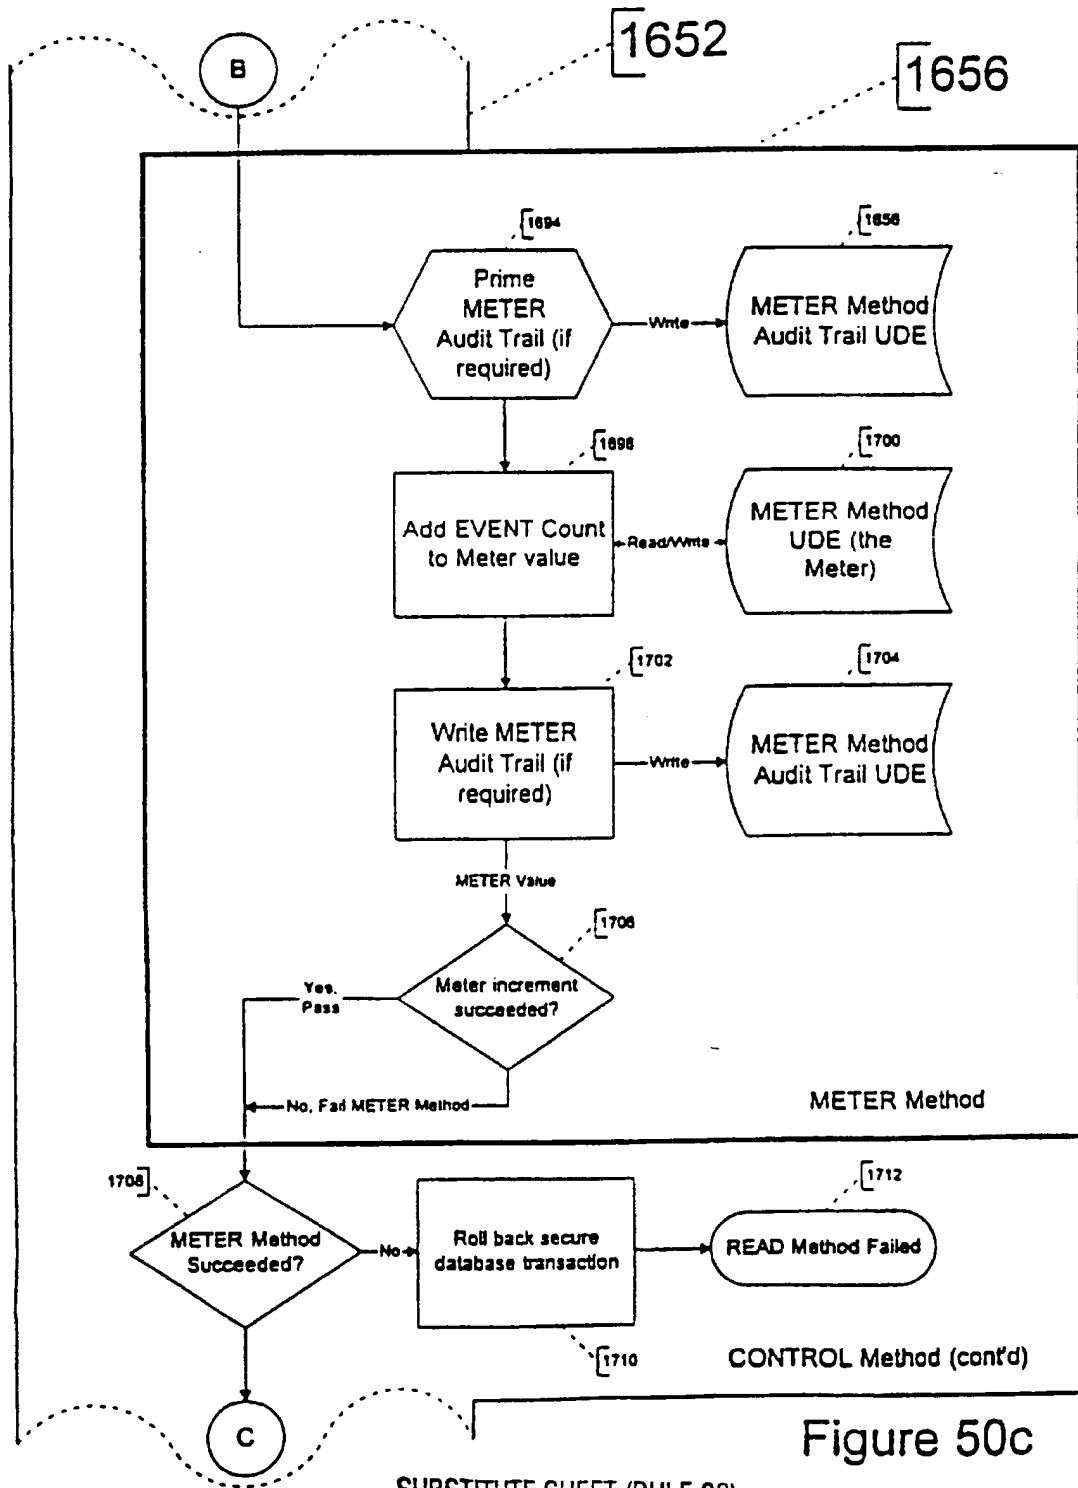 B
1652
1656
1694
Prime
METER
Audit Trail (if
required)
Write
1656
METER Method
Audit Trail UDE
1698
Add EVENT Count
to Meter value
Read/Write
1700
METER Method
UDE (the
Meter)
1702
Write METER
Audit Trail (if
required)
Write
1704
METER Method
Audit Trail UDE
METER Value
1706
Meter increment
succeeded?
Yes,
Pass
No, Fail METER Method
METER Method
1708
METER Method
Succeeded?
No
Roll back secure
database transaction
1710
1712
READ Method Failed
CONTROL Method (cont'd)
C
Figure 50c